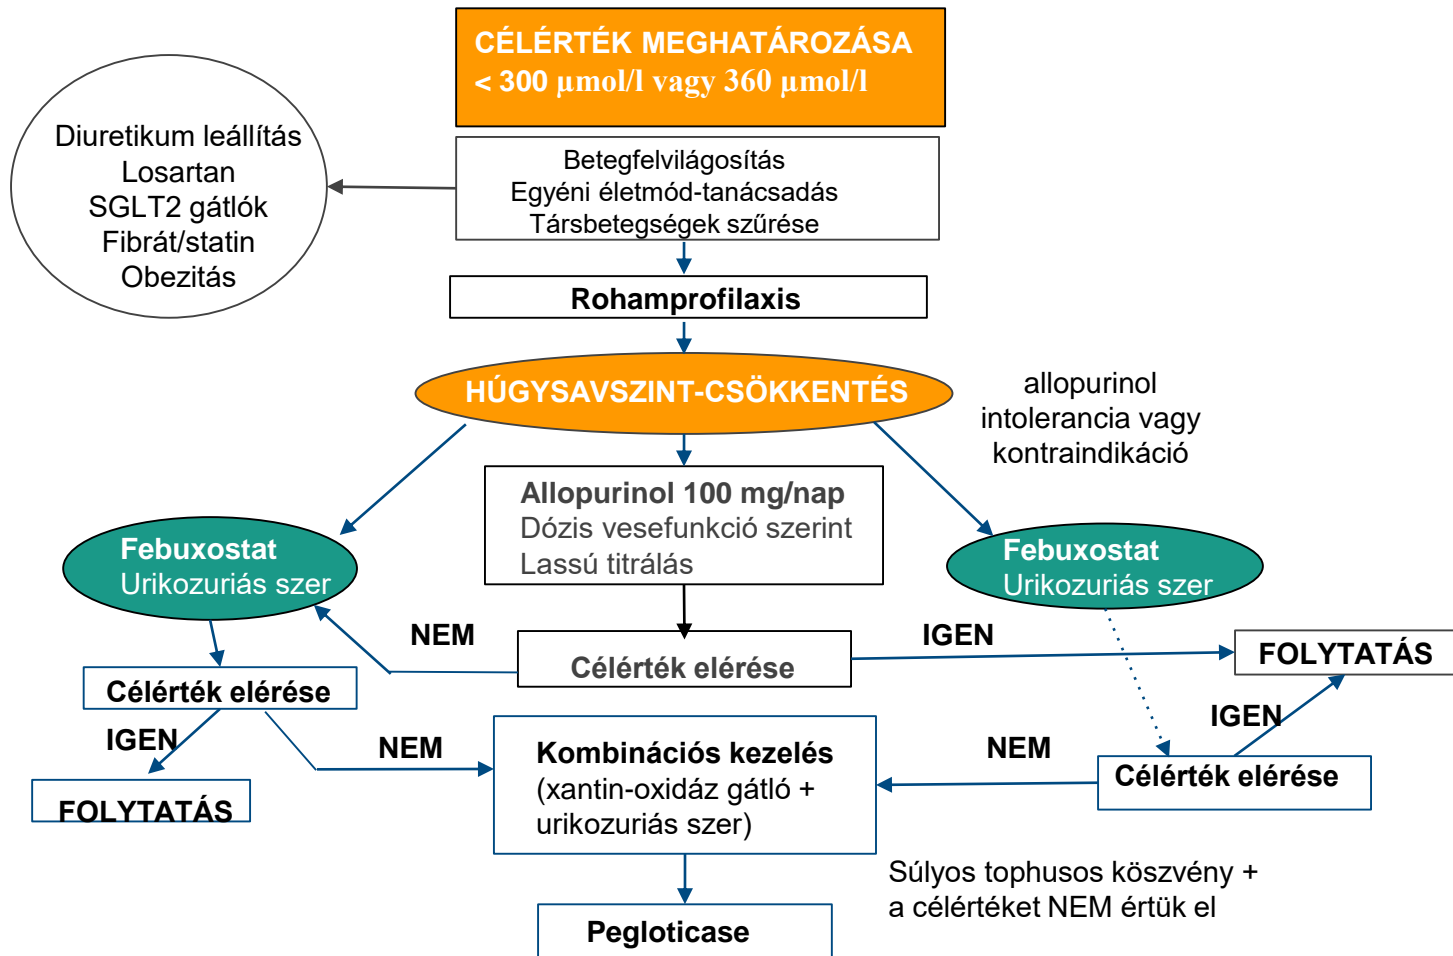 CÉLÉRTÉK MEGHATÁROZÁSA
< 300 µmol/l vagy 360 µmol/l
Diuretikum leállítás
Losartan
SGLT2 gátlók
Fibrát/statin
Obezitás
Betegfelvilágosítás
Egyéni életmód-tanácsadás
Társbetegségek szűrése
Rohamprofilaxis
HÚGYSAVSZINT-CSÖKKENTÉS
allopurinol
intolerancia vagy
kontraindikáció
Allopurinol 100 mg/nap
Dózis vesefunkció szerint
Lassú titrálás
Febuxostat
Urikozuriás szer
Febuxostat
Urikozuriás szer
NEM
IGEN
Célérték elérése
FOLYTATÁS
Célérték elérése
IGEN
NEM
FOLYTATÁS
Kombinációs kezelés
(xantin-oxidáz gátló +
urikozuriás szer)
NEM
IGEN
Célérték elérése
Súlyos tophusos köszvény +
a célértéket NEM értük el
Pegloticase